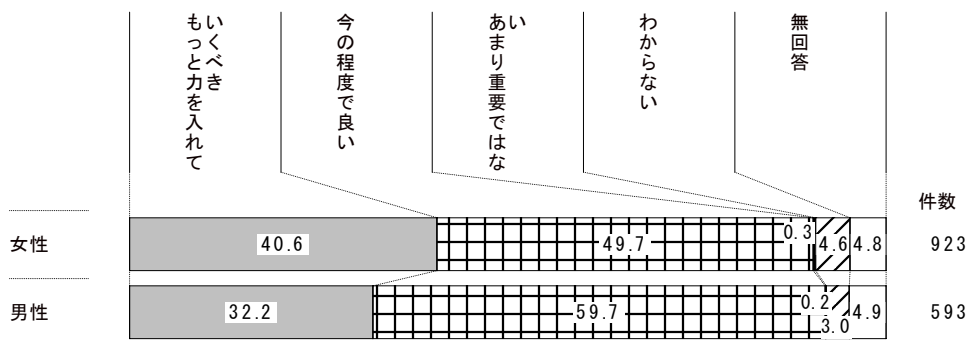 もっと力を入れて
いくべき
今の程度で良い
あまり重要ではな
い
わからない
無回答
件数
女性 40.6 49.7 0.3 4.6 4.8 923
男性 32.2 59.7 0.2 3.0 4.9 593